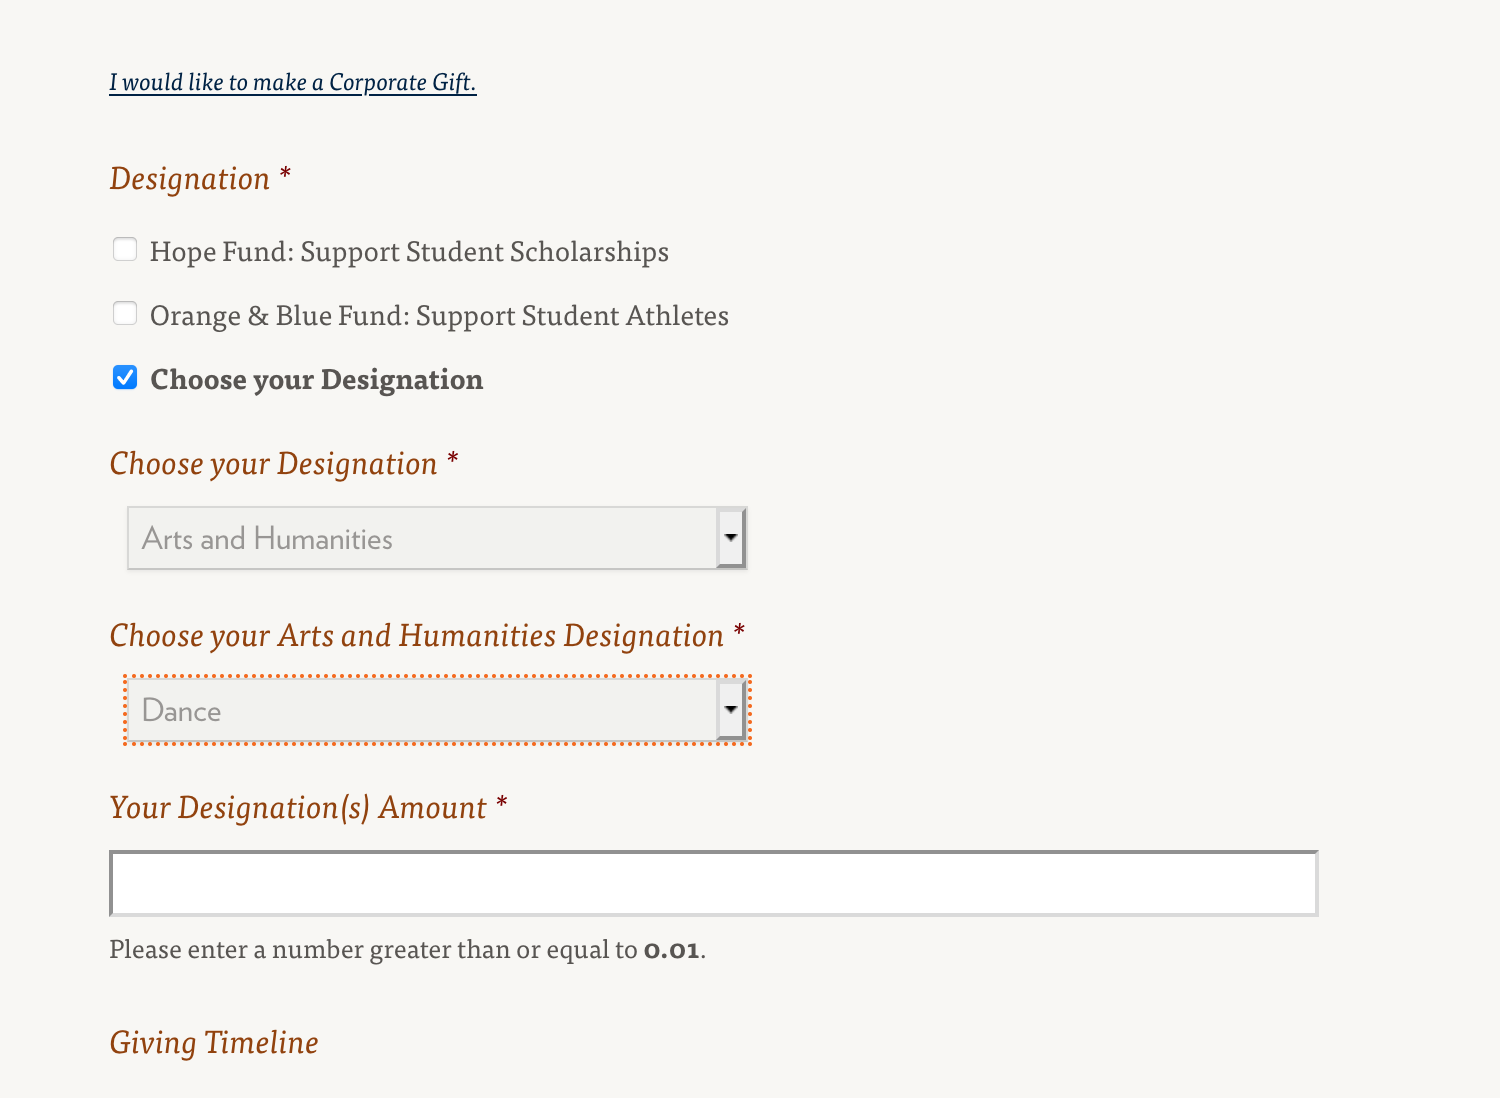 I would like to make a Corporate Gift.
Designation *
Hope Fund: Support Student Scholarships
Orange & Blue Fund: Support Student Athletes
Choose your Designation
Choose your Designation *
Arts and Humanities
Choose your Arts and Humanities Designation *
Dance
Your Designation(s) Amount *
Please enter a number greater than or equal to 0.01.
Giving Timeline